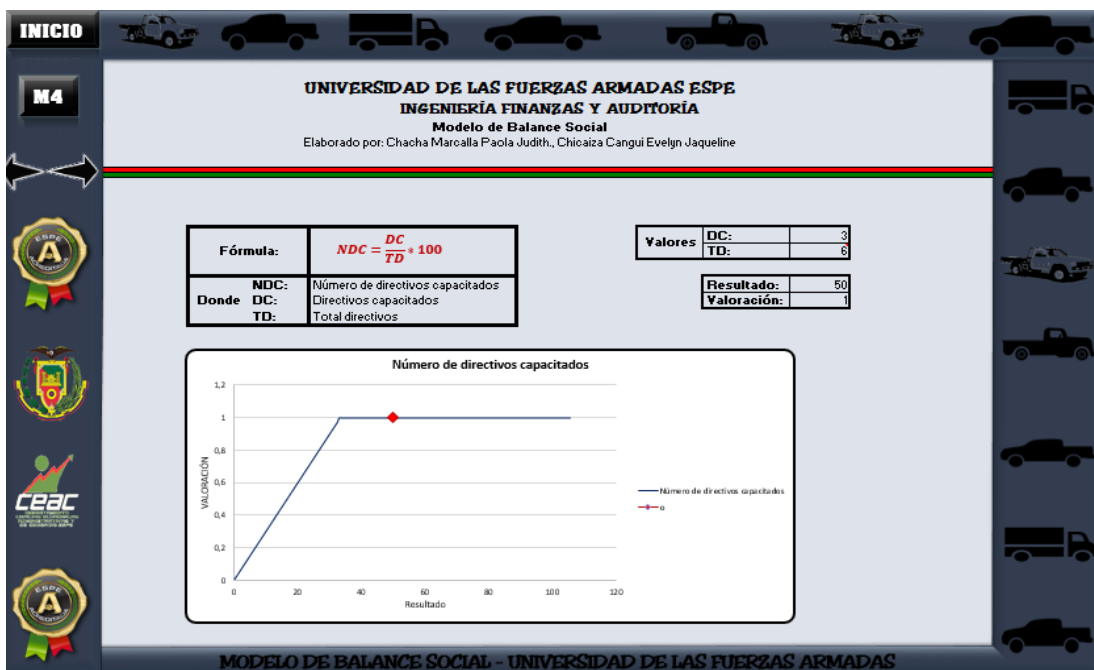 INICIO
M4
UNIVERSIDAD DE LAS FUERZAS ARMADAS ESPE
INGENIERÍA FINANZAS Y AUDITORÍA
Modelo de Balance Social
Elaborado por: Chacha Marcalla Paola Judith., Chicaiza Cangui Evelyn Jaqueline
Fórmula: NDC = DC/TD * 100
Donde NDC: Número de directivos capacitados
DC: Directivos capacitados
TD: Total directivos
Valores DC: 3
TD: 6
Resultado: 50
Valoración: 1
Número de directivos capacitados
1,2
1
0,8
0,6
0,4
0,2
0
VALORACIÓN
0 20 40 60 80 100 120
Resultado
Número de directivos capacitados
0
ESPE
A
CEAC
ESPE
A
MODELO DE BALANCE SOCIAL - UNIVERSIDAD DE LAS FUERZAS ARMADAS